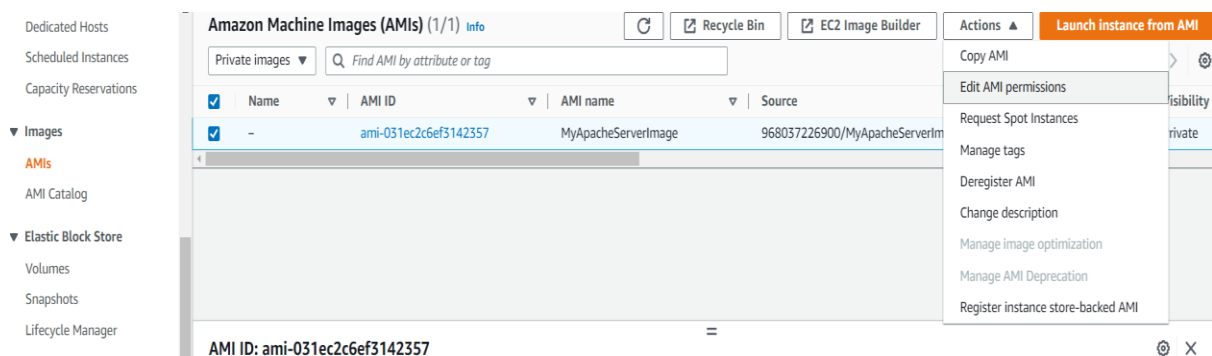 Dedicated Hosts
Scheduled Instances
Capacity Reservations
Images
AMIs
AMI Catalog
Elastic Block Store
Volumes
Snapshots
Lifecycle Manager
Amazon Machine Images (AMIs) (1/1) Info
Recycle Bin
EC2 Image Builder
Actions
Launch instance from AMI
Private images
Find AMI by attribute or tag
Name AMI ID AMI name Source isibility
– ami-031ec2c6ef3142357 MyApacheServerImage 968037226900/MyApacheServerIm rivate
Copy AMI
Edit AMI permissions
Request Spot Instances
Manage tags
Deregister AMI
Change description
Manage image optimization
Manage AMI Deprecation
Register instance store-backed AMI
AMI ID: ami-031ec2c6ef3142357